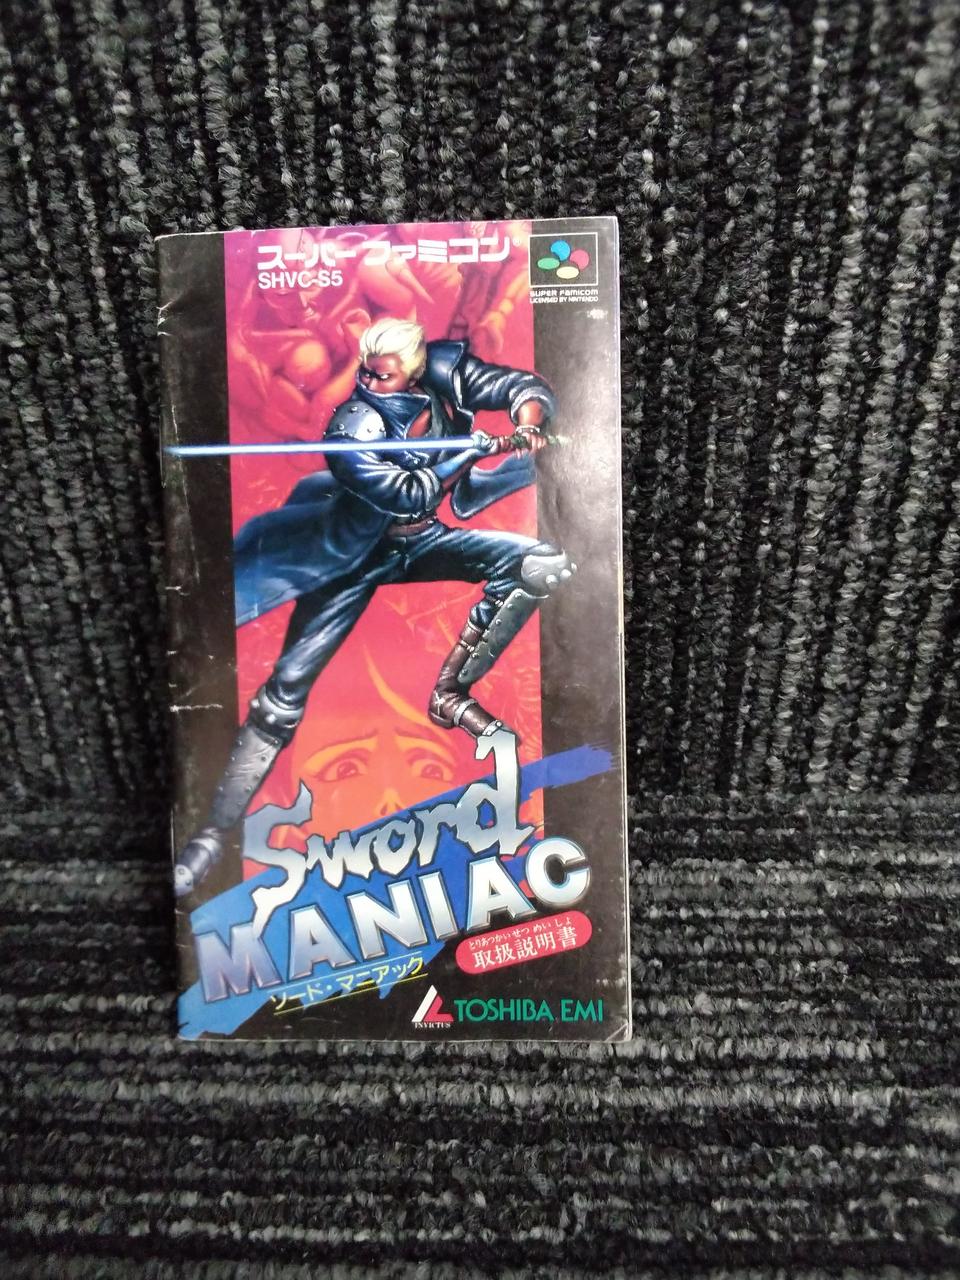 スーパーファミコン®
SHVC-S5
SUPER FAMICOM
LICENSED BY NINTENDO
Sword
MANIAC
ソード・マニアック
とりあつかいせつめいしょ
取扱説明書
INVICTUS
TOSHIBA EMI